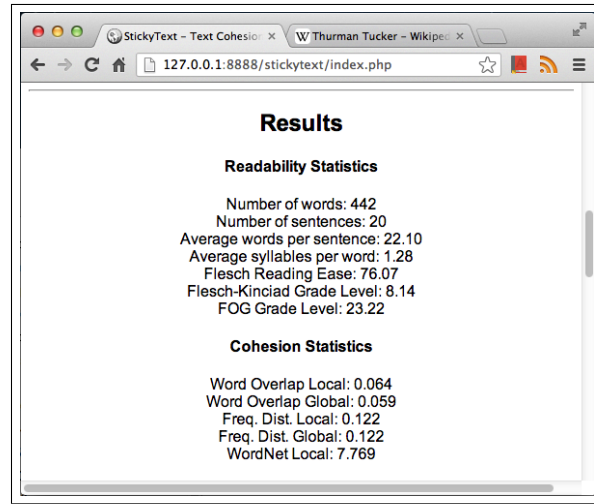 StickyText – Text Cohesion
Thurman Tucker – Wikiped
127.0.0.1:8888/stickytext/index.php
Results
Readability Statistics
Number of words: 442
Number of sentences: 20
Average words per sentence: 22.10
Average syllables per word: 1.28
Flesch Reading Ease: 76.07
Flesch-Kinciad Grade Level: 8.14
FOG Grade Level: 23.22
Cohesion Statistics
Word Overlap Local: 0.064
Word Overlap Global: 0.059
Freq. Dist. Local: 0.122
Freq. Dist. Global: 0.122
WordNet Local: 7.769